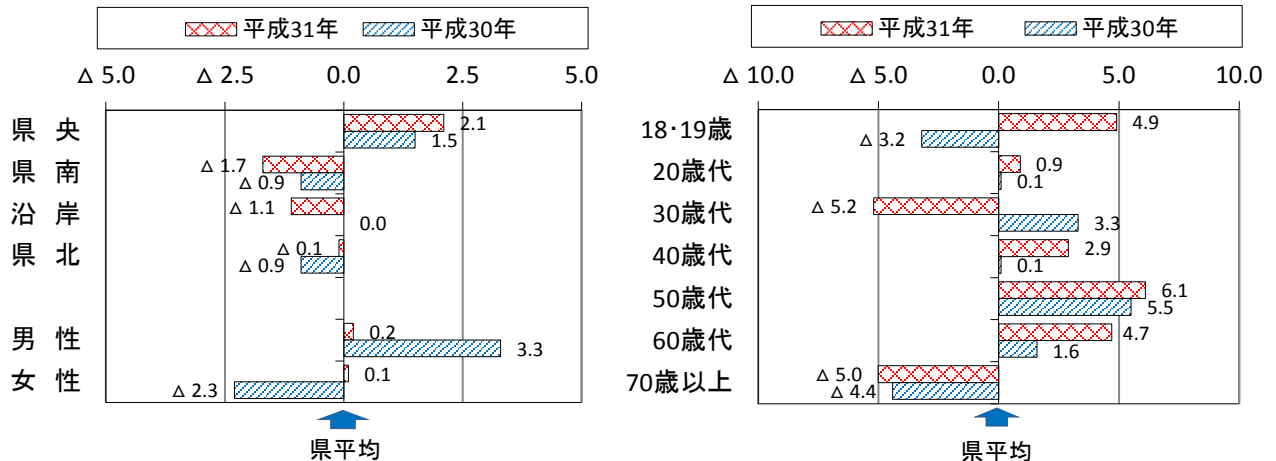 平成31年 平成30年
△ 5.0 △ 2.5 0.0 2.5 5.0
県 央 2.1
1.5
県 南 △ 1.7
△ 0.9
沿 岸 △ 1.1
0.0
県 北 △ 0.1
△ 0.9
男 性 0.2
3.3
女 性 0.1
△ 2.3
県平均
平成31年 平成30年
△ 10.0 △ 5.0 0.0 5.0 10.0
18・19歳 4.9
△ 3.2
20歳代 0.9
0.1
30歳代 △ 5.2
3.3
40歳代 2.9
0.1
50歳代 6.1
5.5
60歳代 4.7
1.6
70歳以上 △ 5.0
△ 4.4
県平均